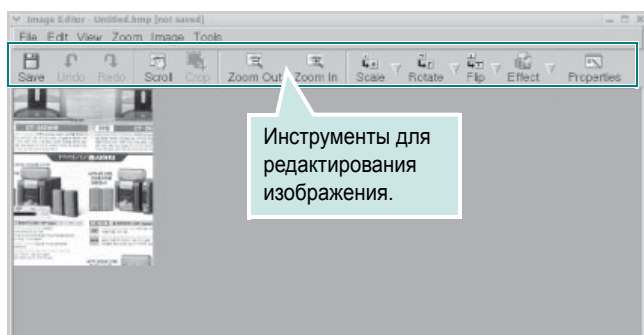 Image Editor - Untitled.bmp [not saved]
File Edit View Zoom Image Tools
Save Undo Redo Scroll Crop Zoom Out Zoom In Scale Rotate Flip Effect Properties
Инструменты для
редактирования
изображения.